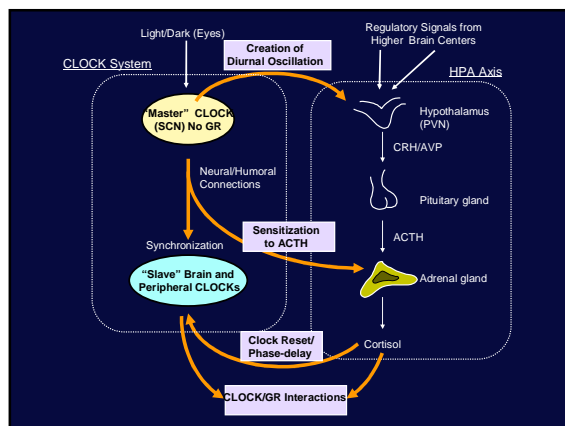 Light/Dark (Eyes)
Regulatory Signals from
Higher Brain Centers
Creation of
Diurnal Oscillation
CLOCK System
HPA Axis
"Master" CLOCK
(SCN) No GR
Hypothalamus
(PVN)
CRH/AVP
Neural/Humoral
Connections
Pituitary gland
Sensitization
to ACTH
ACTH
Synchronization
"Slave" Brain and
Peripheral CLOCKs
Adrenal gland
Clock Reset/
Phase-delay
Cortisol
CLOCK/GR Interactions